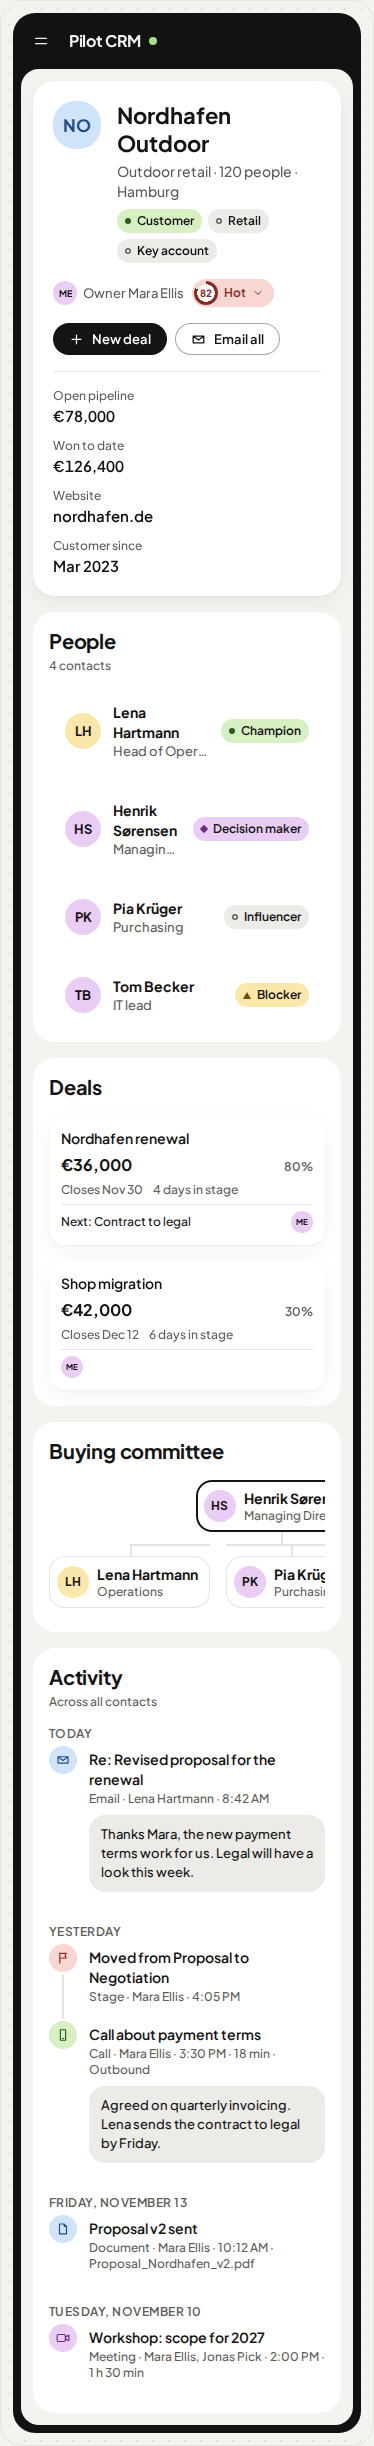 Pilot CRM
NO
Nordhafen
Outdoor
Outdoor retail · 120 people ·
Hamburg
Customer
Retail
Key account
ME Owner Mara Ellis 82 Hot
New deal
Email all
Open pipeline
€78,000
Won to date
€126,400
Website
nordhafen.de
Customer since
Mar 2023
People
4 contacts
LH
Lena
Hartmann
Head of Oper…
Champion
HS
Henrik
Sørensen
Managin…
Decision maker
PK
Pia Krüger
Purchasing
Influencer
TB
Tom Becker
IT lead
Blocker
Deals
Nordhafen renewal
€36,000 80%
Closes Nov 30 4 days in stage
Next: Contract to legal ME
Shop migration
€42,000 30%
Closes Dec 12 6 days in stage
ME
Buying committee
HS
Henrik Søren
Managing Dire
LH
Lena Hartmann
Operations
PK
Pia Krüg
Purchasin
Activity
Across all contacts
TODAY
Re: Revised proposal for the
renewal
Email · Lena Hartmann · 8:42 AM
Thanks Mara, the new payment
terms work for us. Legal will have a
look this week.
YESTERDAY
Moved from Proposal to
Negotiation
Stage · Mara Ellis · 4:05 PM
Call about payment terms
Call · Mara Ellis · 3:30 PM · 18 min ·
Outbound
Agreed on quarterly invoicing.
Lena sends the contract to legal
by Friday.
FRIDAY, NOVEMBER 13
Proposal v2 sent
Document · Mara Ellis · 10:12 AM ·
Proposal_Nordhafen_v2.pdf
TUESDAY, NOVEMBER 10
Workshop: scope for 2027
Meeting · Mara Ellis, Jonas Pick · 2:00 PM ·
1 h 30 min